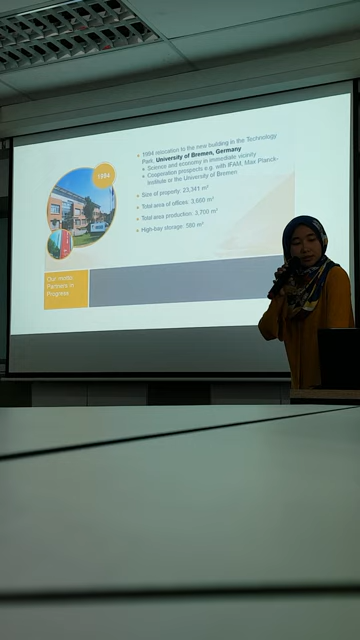 1994 relocation to the new building in the Technology
Park, University of Bremen, Germany
Science and economy in immediate vicinity
Cooperation prospects e.g. with IFAM, Max Planck-
Institute or the University of Bremen
Size of property: 23,341 m²
Total area of offices: 3,660 m²
Total area production: 3,700 m²
High-bay storage: 580 m²
1994
Our motto:
Partners in
Progress